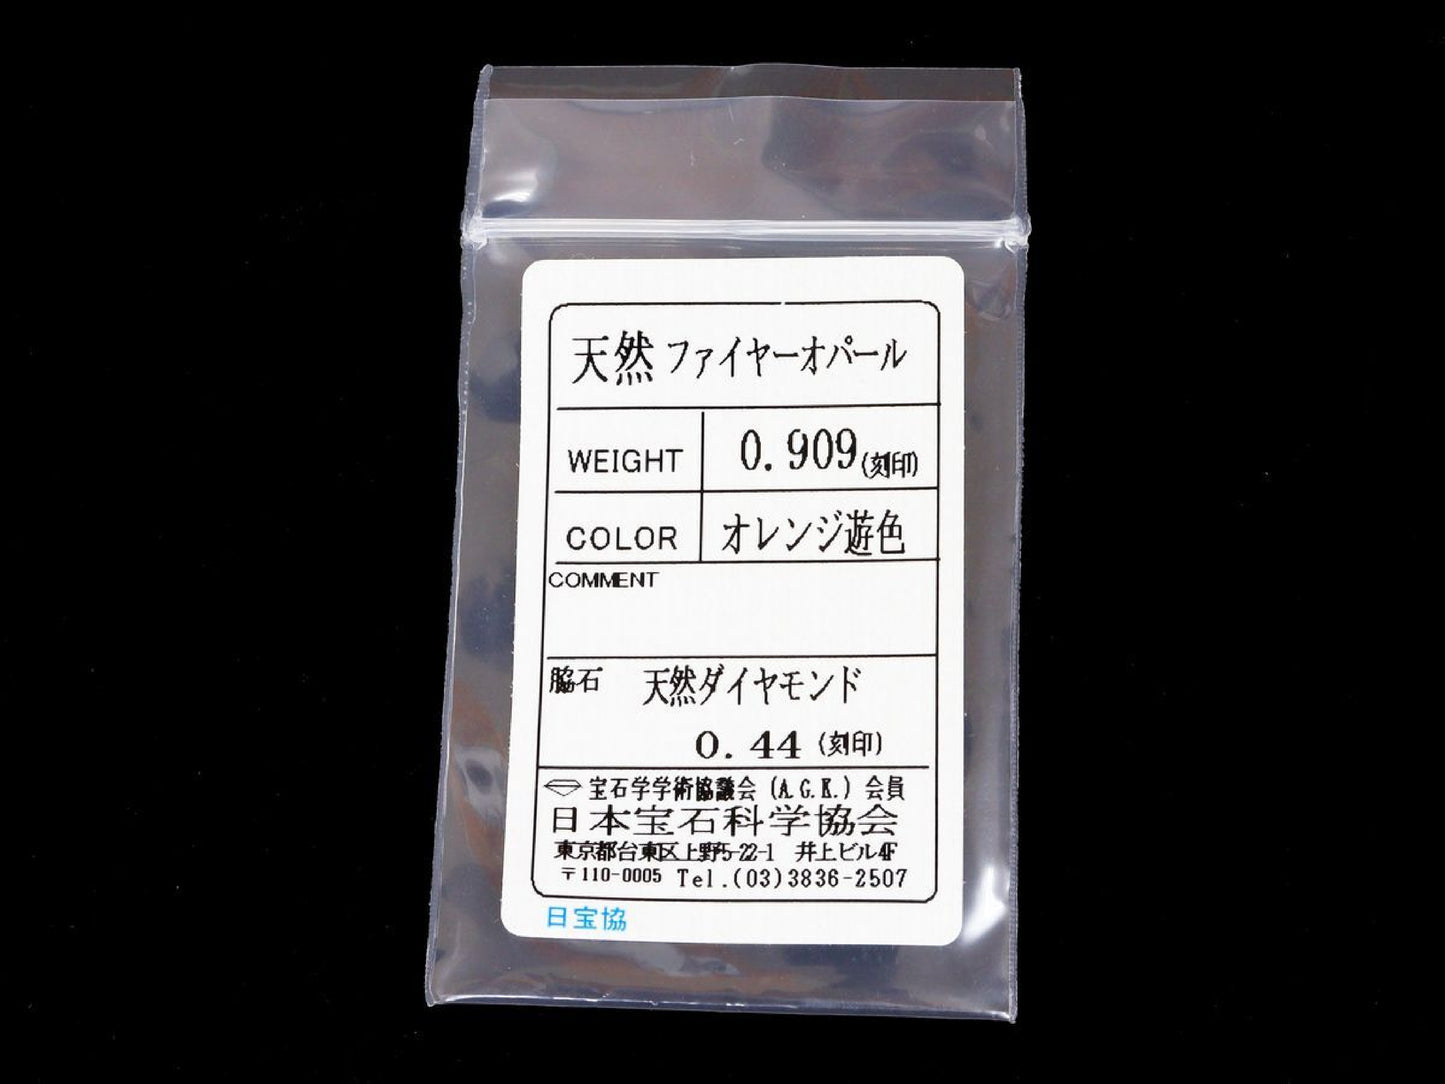 天然ファイヤーオパール
WEIGHT 0.909(刻印)
COLOR オレンジ遊色
COMMENT
脇石 天然ダイヤモンド
0.44(刻印)
宝石学学術協議会(A.G.K.)会員
日本宝石科学協会
東京都台東区上野5-22-1 井上ビル4F
〒110-0005 Tel.(03)3836-2507
日宝協